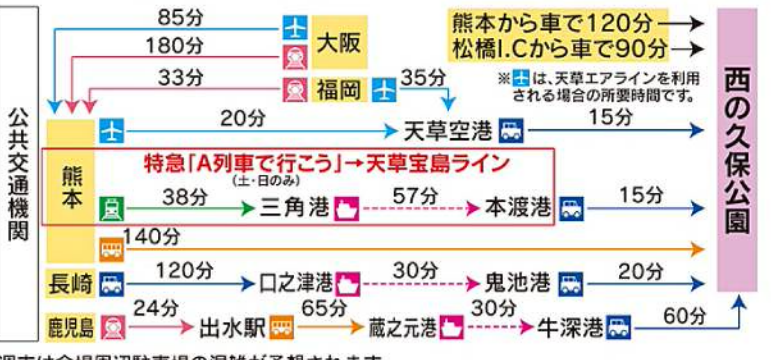 85分
180分
大阪
33分
福岡
35分
熊本から車で120分
松橋I.Cから車で90分
※は、天草エアラインを利用
される場合の所要時間です。
公共交通機関
熊本
20分
天草空港
15分
特急「A列車で行こう」→天草宝島ライン
(土・日のみ)
38分
三角港
57分
本渡港
15分
140分
長崎
120分
口之津港
30分
鬼池港
20分
鹿児島
24分
出水駅
65分
蔵之元港
30分
牛深港
60分
西の久保公園